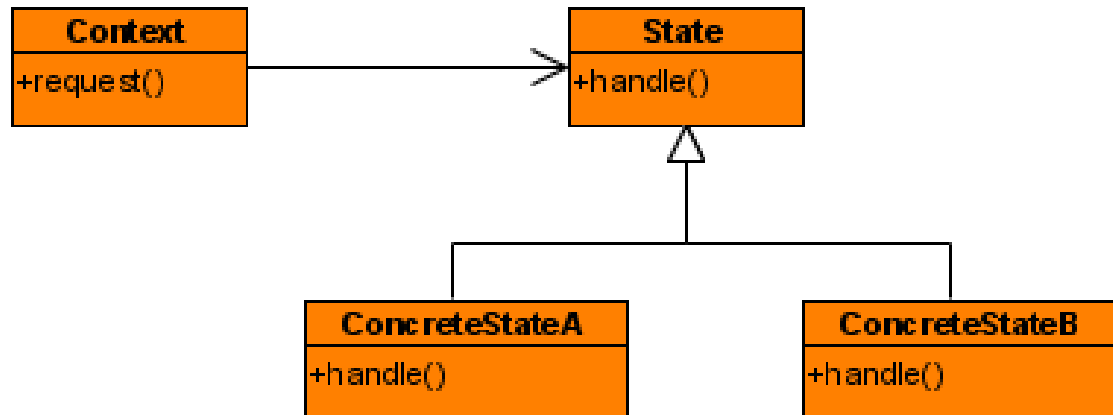 Context
+request()
State
+handle()
ConcreteStateA
+handle()
ConcreteStateB
+handle()